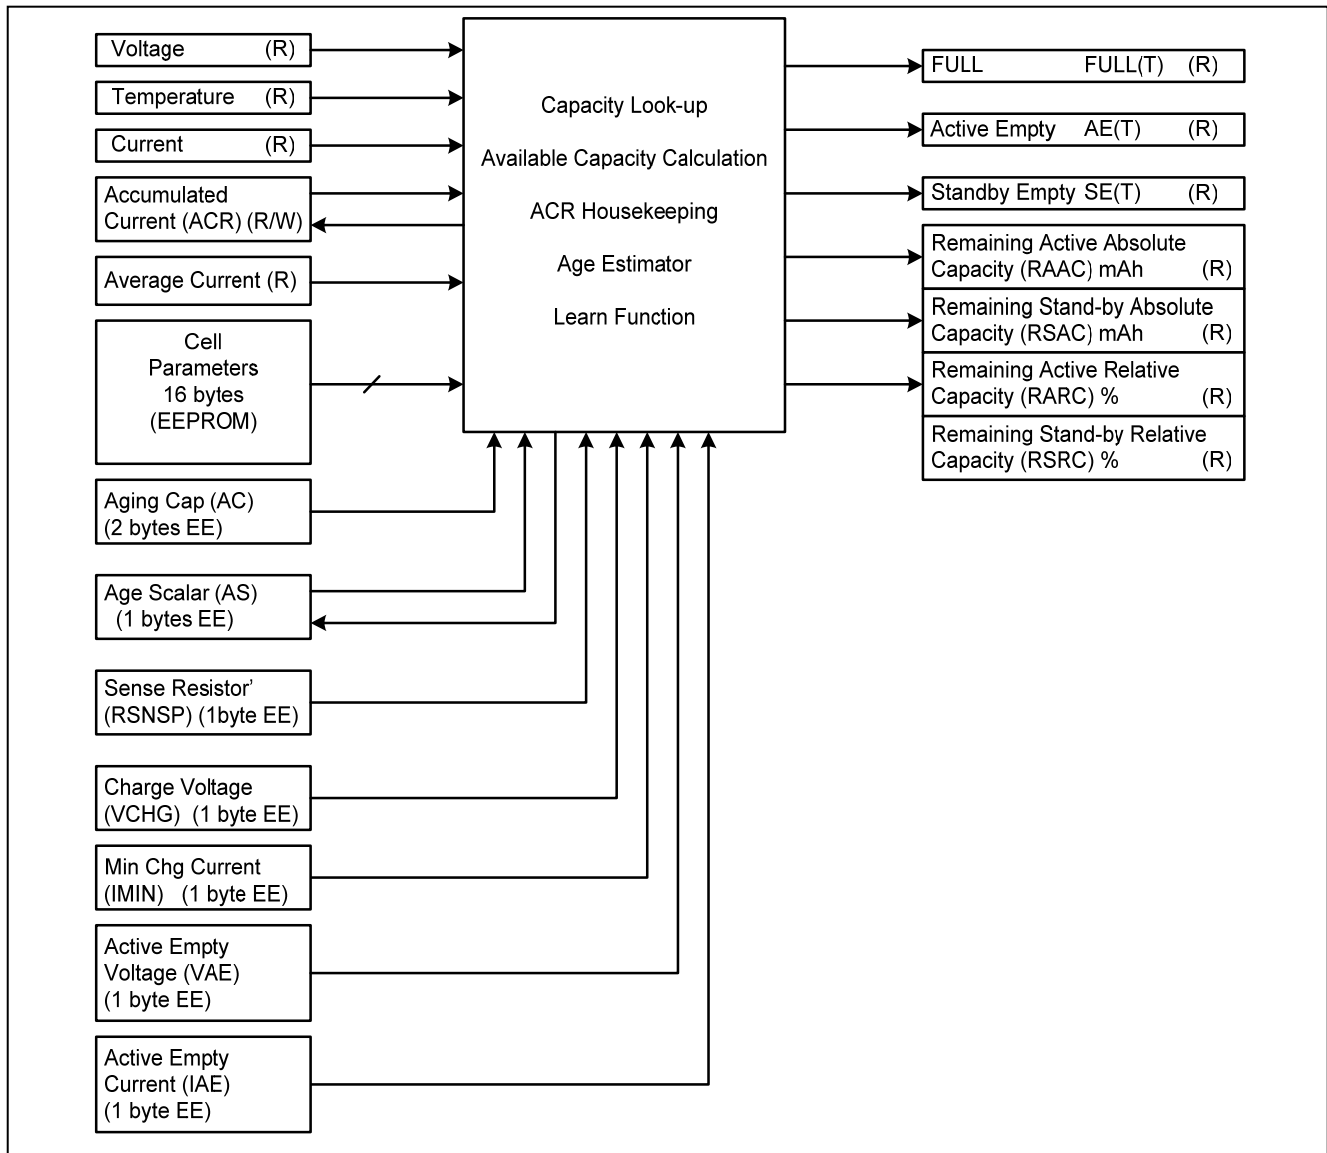 Voltage (R)
Temperature (R)
Current (R)
Accumulated
Current (ACR) (R/W)
Average Current (R)
Cell
Parameters
16 bytes
(EEPROM)
Aging Cap (AC)
(2 bytes EE)
Age Scalar (AS)
(1 bytes EE)
Sense Resistor’
(RSNSP) (1byte EE)
Charge Voltage
(VCHG) (1 byte EE)
Min Chg Current
(IMIN) (1 byte EE)
Active Empty
Voltage (VAE)
(1 byte EE)
Active Empty
Current (IAE)
(1 byte EE)
Capacity Look-up
Available Capacity Calculation
ACR Housekeeping
Age Estimator
Learn Function
FULL FULL(T) (R)
Active Empty AE(T) (R)
Standby Empty SE(T) (R)
Remaining Active Absolute
Capacity (RAAC) mAh (R)
Remaining Stand-by Absolute
Capacity (RSAC) mAh (R)
Remaining Active Relative
Capacity (RARC) % (R)
Remaining Stand-by Relative
Capacity (RSRC) % (R)